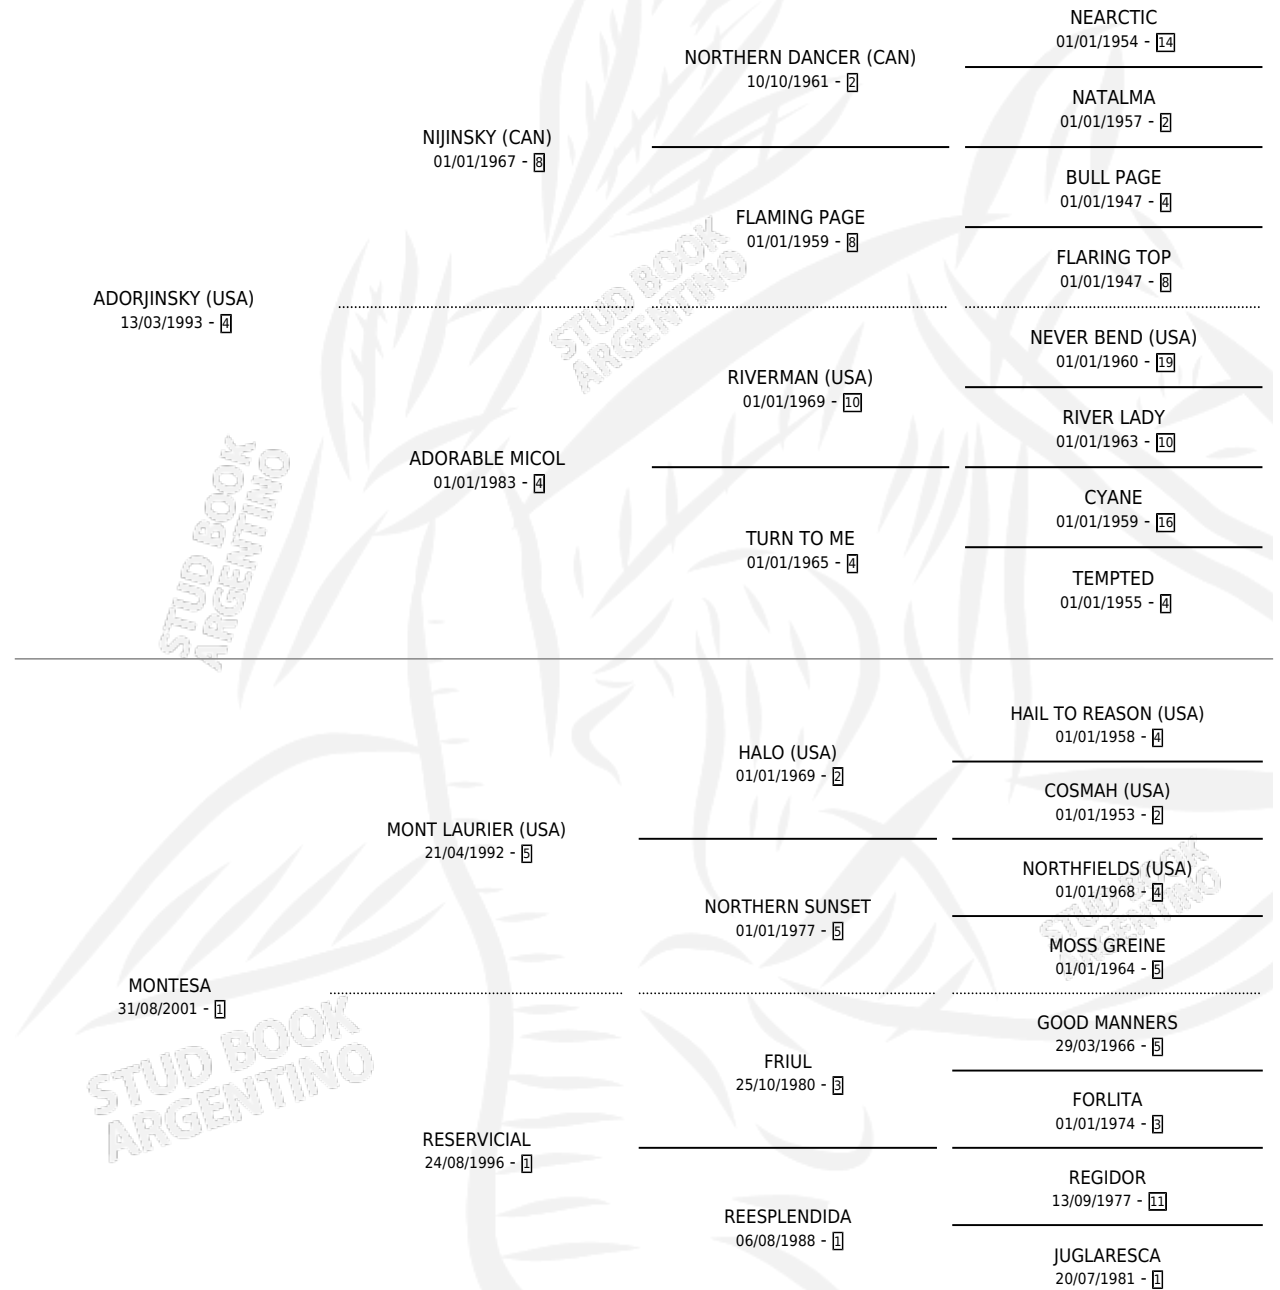 NEARCTIC
01/01/1954 - 14
NORTHERN DANCER (CAN)
10/10/1961 - 2
NATALMA
01/01/1957 - 2
NIJINSKY (CAN)
01/01/1967 - 8
BULL PAGE
01/01/1947 - 4
FLAMING PAGE
01/01/1959 - 8
FLARING TOP
01/01/1947 - 8
ADORJINSKY (USA)
13/03/1993 - 4
STUD BOOK
ARGENTINO
NEVER BEND (USA)
01/01/1960 - 19
RIVERMAN (USA)
01/01/1969 - 10
RIVER LADY
01/01/1963 - 10
ADORABLE MICOL
01/01/1983 - 4
CYANE
01/01/1959 - 16
TURN TO ME
01/01/1965 - 4
TEMPTED
01/01/1955 - 4
STUD BOOK
ARGENTINO
HAIL TO REASON (USA)
01/01/1958 - 4
HALO (USA)
01/01/1969 - 2
COSMAH (USA)
01/01/1953 - 2
MONT LAURIER (USA)
21/04/1992 - 5
NORTHFIELDS (USA)
01/01/1968 - 4
NORTHERN SUNSET
01/01/1977 - 5
STUD BOOK
ARGENTINO
MOSS GREINE
01/01/1964 - 5
MONTESA
31/08/2001 - 1
STUD BOOK
ARGENTINO
GOOD MANNERS
29/03/1966 - 5
FRIUL
25/10/1980 - 3
FORLITA
01/01/1974 - 3
RESERVICIAL
24/08/1996 - 1
REGIDOR
13/09/1977 - 11
REESPLENDIDA
06/08/1988 - 1
JUGLARESCA
20/07/1981 - 1